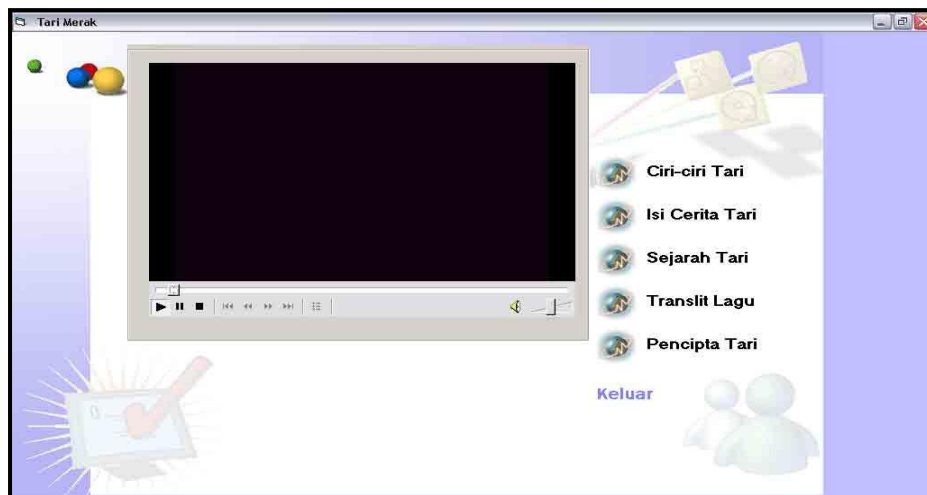 Tari Merak
Ciri-ciri Tari
Isi Cerita Tari
Sejarah Tari
Translit Lagu
Pencipta Tari
Keluar